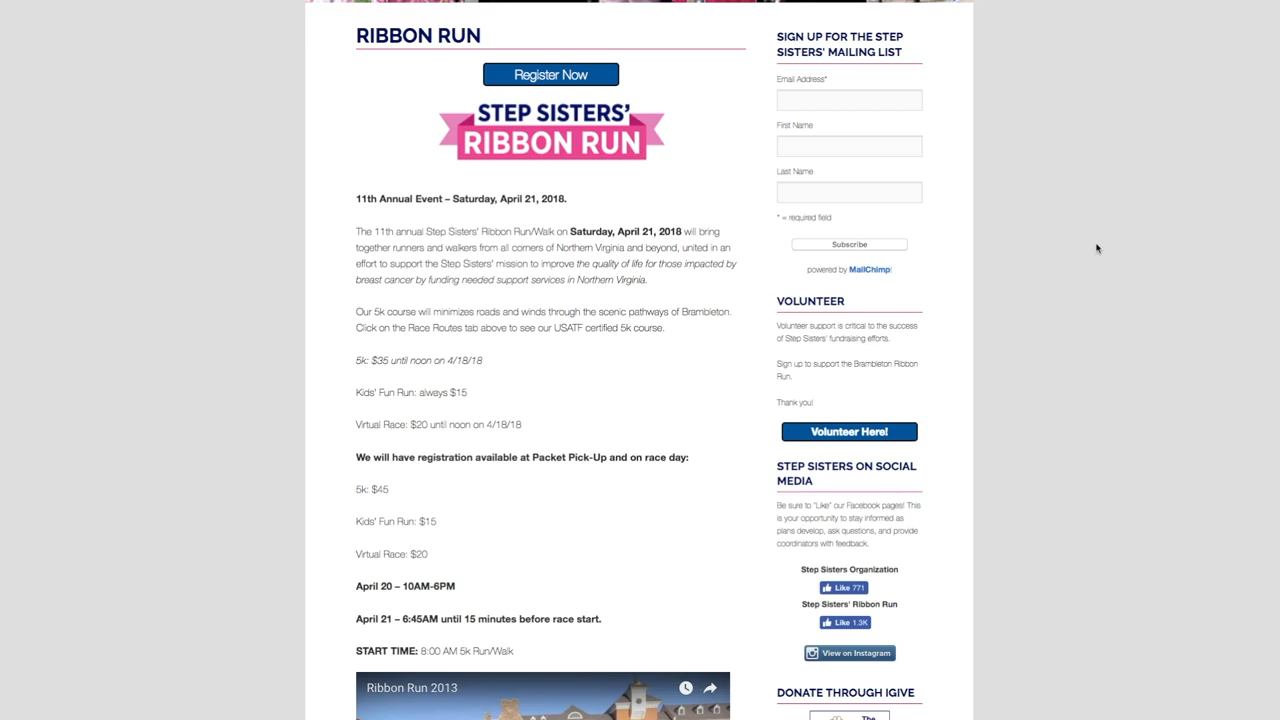 RIBBON RUN
Register Now
STEP SISTERS'
RIBBON RUN
11th Annual Event – Saturday, April 21, 2018.
The 11th annual Step Sisters' Ribbon Run/Walk on Saturday, April 21, 2018 will bring
together runners and walkers from all corners of Northern Virginia and beyond, united in an
effort to support the Step Sisters' mission to improve the quality of life for those impacted by
breast cancer by funding needed support services in Northern Virginia.
Our 5k course will minimizes roads and winds through the scenic pathways of Brambleton.
Click on the Race Routes tab above to see our USATF certified 5k course.
5k: $35 until noon on 4/18/18
Kids' Fun Run: always $15
Virtual Race: $20 until noon on 4/18/18
We will have registration available at Packet Pick-Up and on race day:
5k: $45
Kids' Fun Run: $15
Virtual Race: $20
April 20 – 10AM-6PM
April 21 – 6:45AM until 15 minutes before race start.
START TIME: 8:00 AM 5k Run/Walk
Ribbon Run 2013
SIGN UP FOR THE STEP
SISTERS' MAILING LIST
Email Address*
First Name
Last Name
* = required field
Subscribe
powered by MailChimp!
VOLUNTEER
Volunteer support is critical to the success
of Step Sisters' fundraising efforts.
Sign up to support the Brambleton Ribbon
Run.
Thank you!
Volunteer Here!
STEP SISTERS ON SOCIAL
MEDIA
Be sure to "Like" our Facebook pages! This
is your opportunity to stay informed as
plans develop, ask questions, and provide
coordinators with feedback.
Step Sisters Organization
Like 771
Step Sisters' Ribbon Run
Like 1.3K
View on Instagram
DONATE THROUGH IGIVE
The